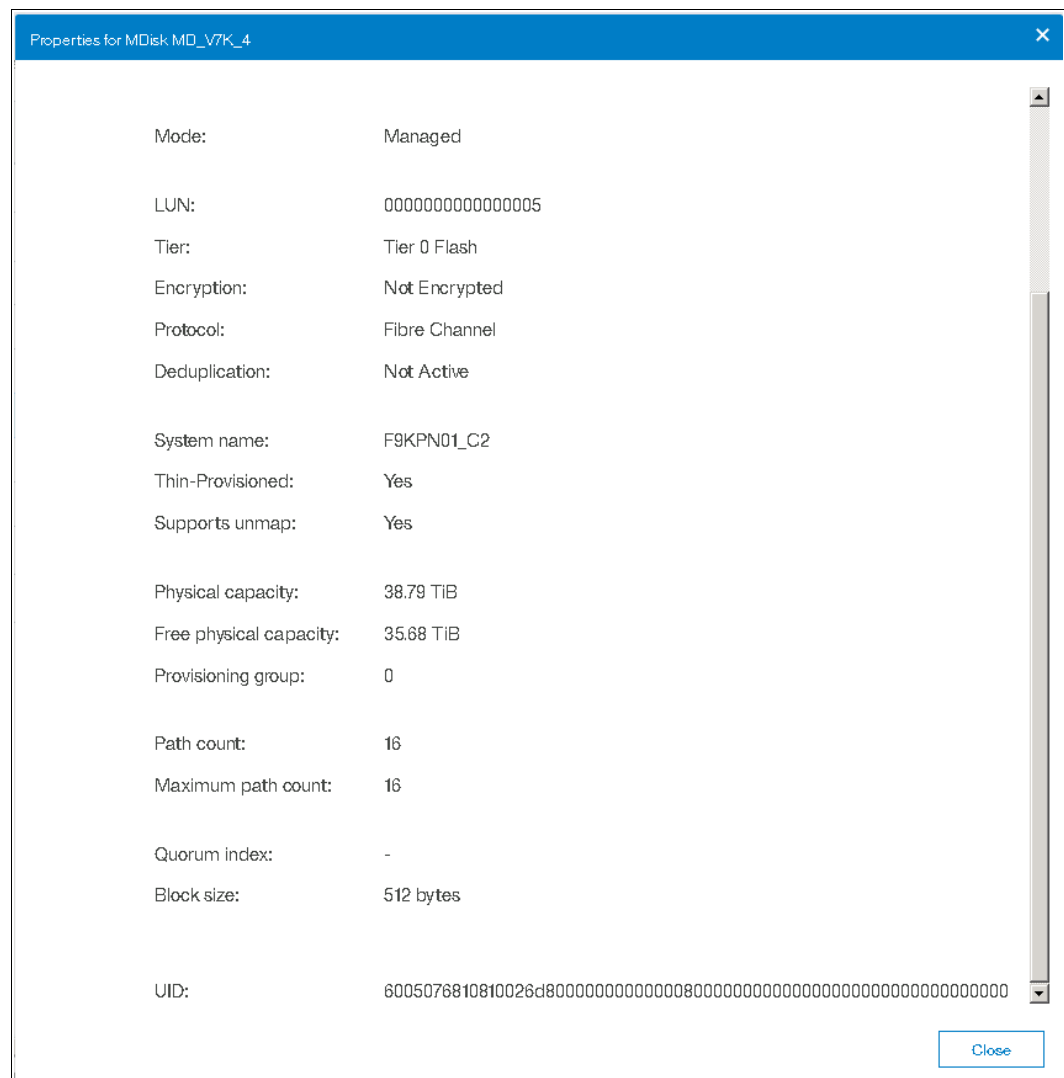 Properties for MDisk MD_V7K_4 ×
Mode: Managed
LUN: 0000000000000005
Tier: Tier 0 Flash
Encryption: Not Encrypted
Protocol: Fibre Channel
Deduplication: Not Active
System name: F9KPN01_C2
Thin-Provisioned: Yes
Supports unmap: Yes
Physical capacity: 38.79 TiB
Free physical capacity: 35.68 TiB
Provisioning group: 0
Path count: 16
Maximum path count: 16
Quorum index: -
Block size: 512 bytes
UID: 6005076810810026d80000000000000800000000000000000000000000000000
Close